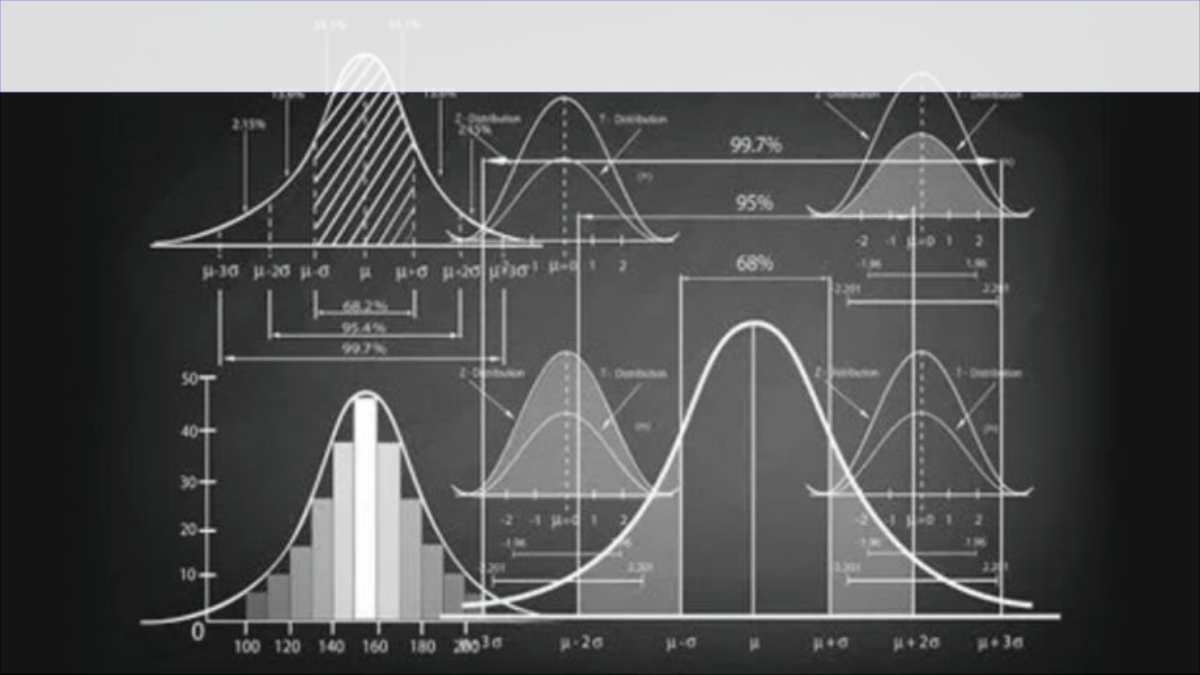 34.1% 34.1%
13.6% 13.6%
2.15% 2.15%
Z - Distribution T - Distribution
μ-3σ μ-2σ μ-σ μ μ+σ μ+2σ μ+3σ
-1 μ=0 1 2
68.2%
95.4%
99.7%
Z - Distribution T - Distribution
99.7%
95%
68%
-2 -1 μ=0 1 2
-1.96 1.96
-2.201 2.201
50
40
30
20
10
0
100 120 140 160 180 200
Z - Distribution T - Distribution
-2 -1 μ=0 1 2
-1.96
-2.201 2.201
Z - Distribution T - Distribution
-2 -1 μ=0 1 2
-1.96 1.96
-2.201 2.201
-3σ μ-2σ μ-σ μ μ+σ μ+2σ μ+3σ